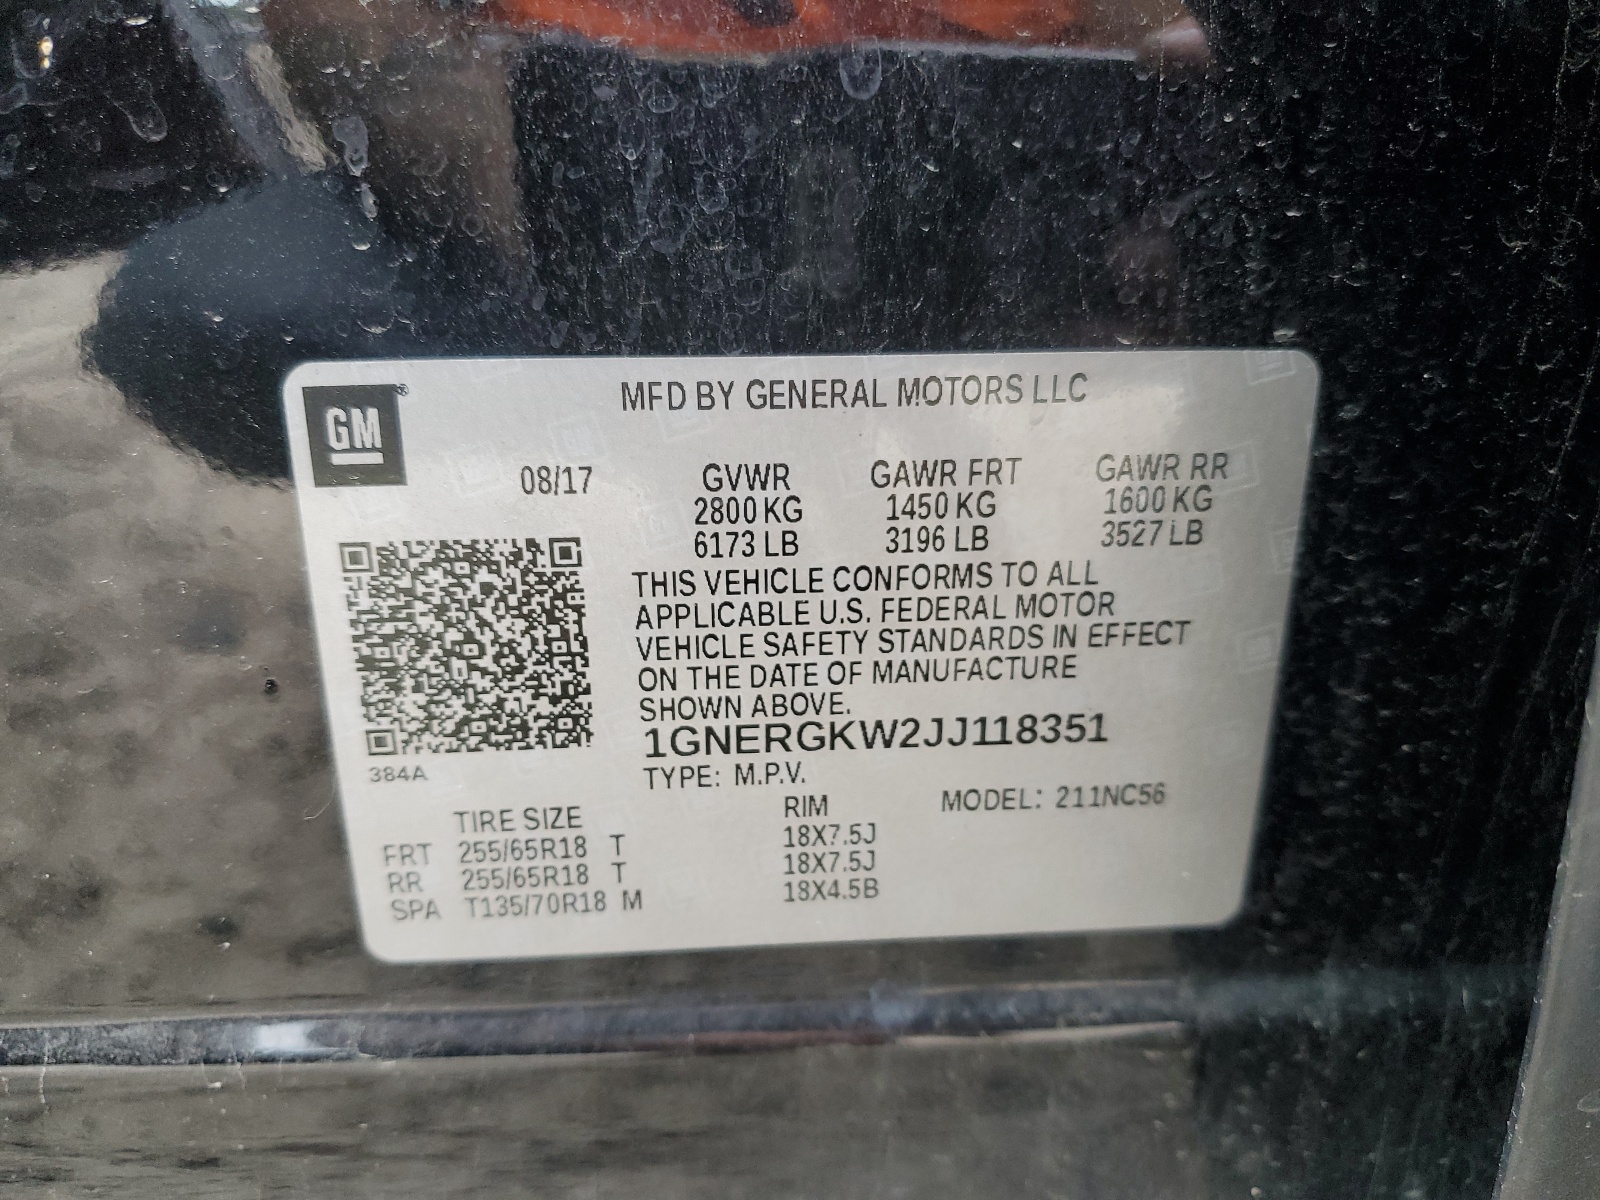 GM®
MFD BY GENERAL MOTORS LLC
08/17 GVWR GAWR FRT GAWR RR
2800 KG 1450 KG 1600 KG
6173 LB 3196 LB 3527 LB
THIS VEHICLE CONFORMS TO ALL
APPLICABLE U.S. FEDERAL MOTOR
VEHICLE SAFETY STANDARDS IN EFFECT
ON THE DATE OF MANUFACTURE
SHOWN ABOVE.
1GNERGKW2JJ118351
384A
TYPE: M.P.V.
TIRE SIZE RIM MODEL: 211NC56
FRT 255/65R18 T 18X7.5J
RR 255/65R18 T 18X7.5J
SPA T135/70R18 M 18X4.5B